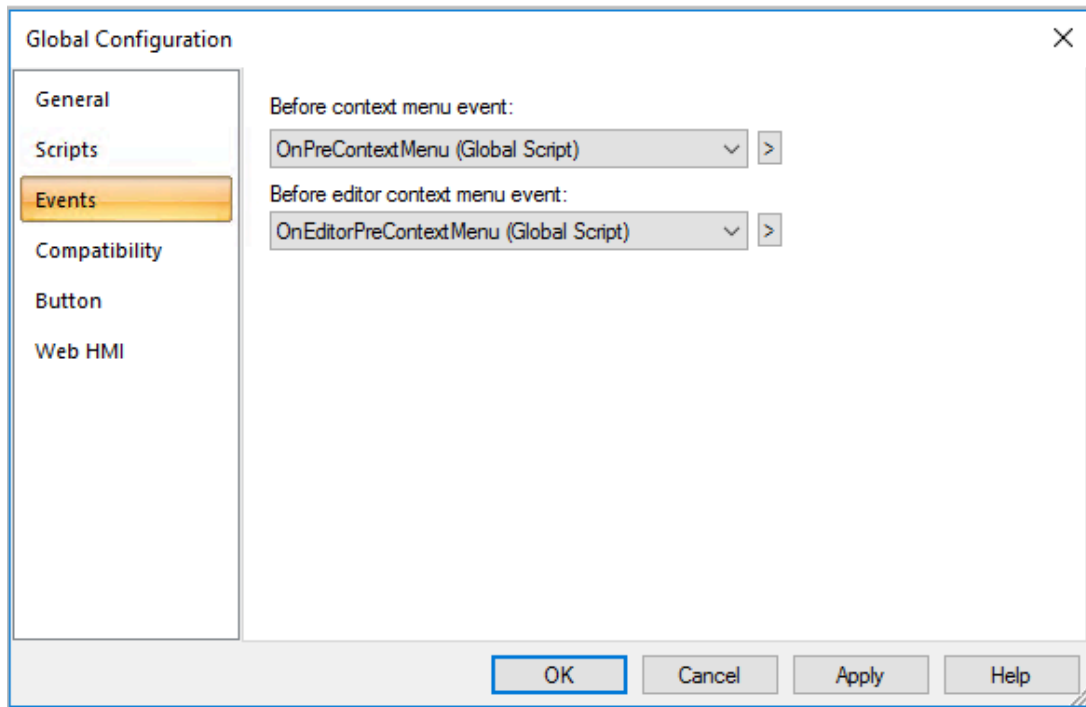 Global Configuration
General
Scripts
Events
Compatibility
Button
Web HMI
Before context menu event:
OnPreContextMenu (Global Script)
>
Before editor context menu event:
OnEditorPreContextMenu (Global Script)
>
OK
Cancel
Apply
Help